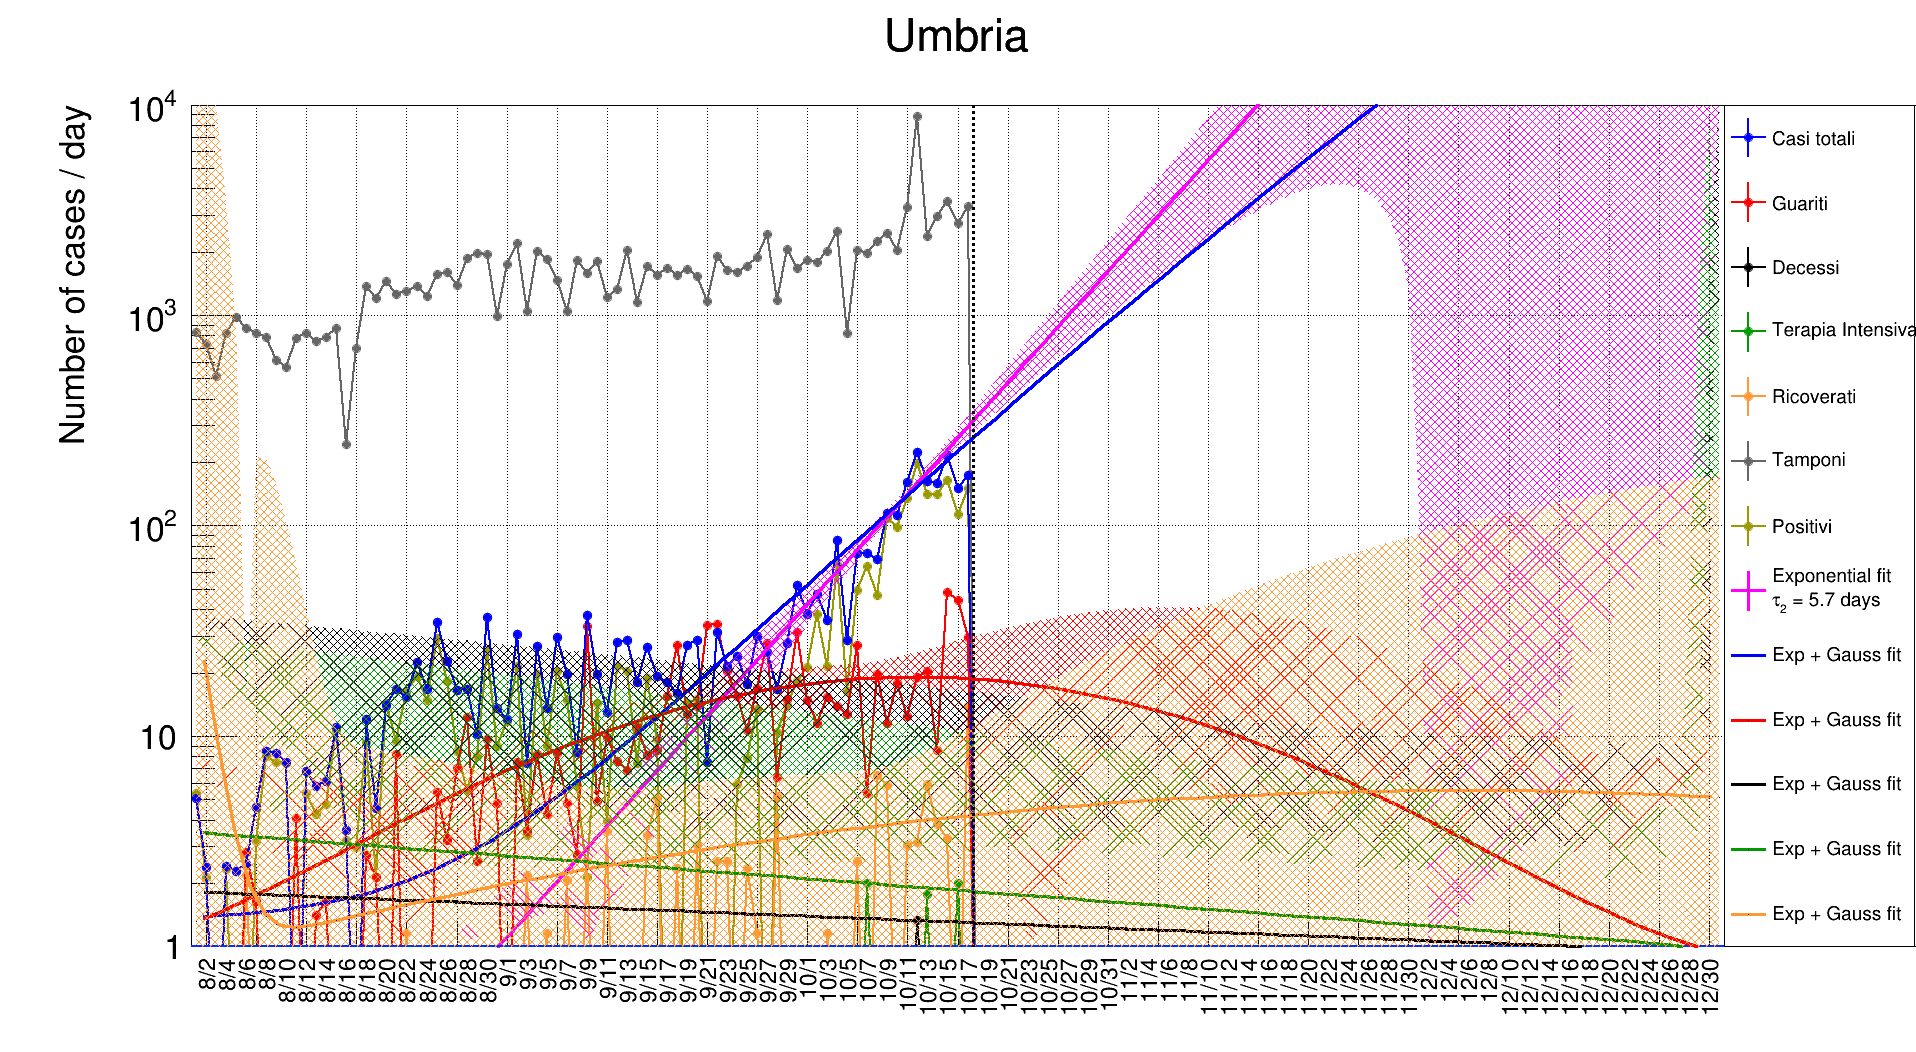 Umbria
Number of cases / day
10^4
10^3
10^2
10
1
8/2 8/4 8/6 8/8 8/10 8/12 8/14 8/16 8/18 8/20 8/22 8/24 8/26 8/28 8/30 9/1 9/3 9/5 9/7 9/9 9/11 9/13 9/15 9/17 9/19 9/21 9/23 9/25 9/27 9/29 10/1 10/3 10/5 10/7 10/9 10/11 10/13 10/15 10/17 10/19 10/21 10/23 10/25 10/27 10/29 10/31 11/2 11/4 11/6 11/8 11/10 11/12 11/14 11/16 11/18 11/20 11/22 11/24 11/26 11/28 11/30 12/2 12/4 12/6 12/8 12/10 12/12 12/14 12/16 12/18 12/20 12/22 12/24 12/26 12/28 12/30
Casi totali
Guariti
Decessi
Terapia Intensiva
Ricoverati
Tamponi
Positivi
Exponential fit
τ₂ = 5.7 days
Exp + Gauss fit
Exp + Gauss fit
Exp + Gauss fit
Exp + Gauss fit
Exp + Gauss fit